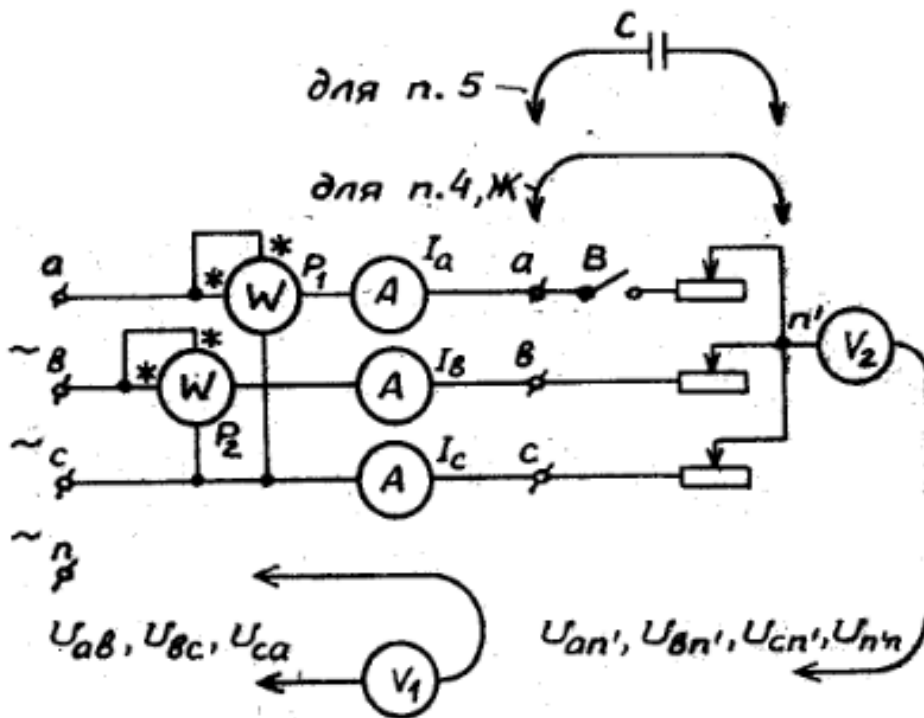 C
для п. 5
для п.4, Ж
a * * W P₁ A Iₐ a B
~ в * * W P₂ A Iв в n' V₂
~ c A Ic c
~ n
Uaв, Uвc, Uca V₁ Uan', Uвn', Ucn', Un'n